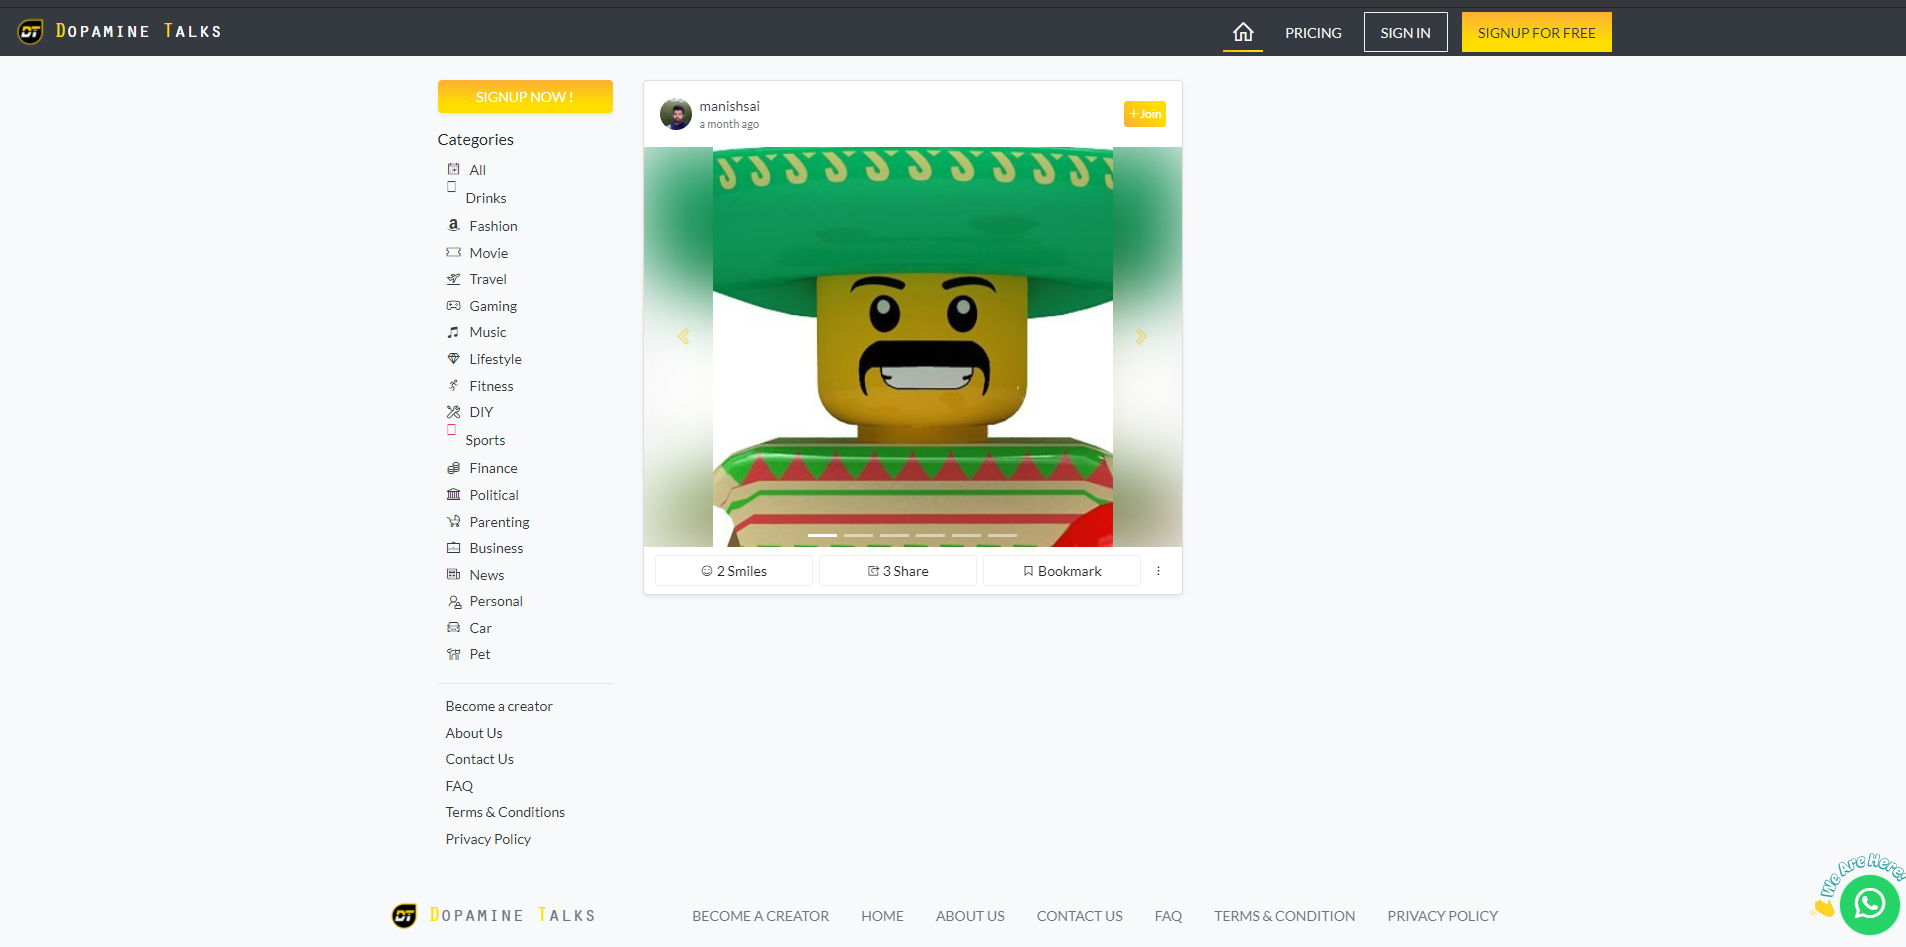 DT DOPAMINE TALKS
PRICING
SIGN IN
SIGNUP FOR FREE
SIGNUP NOW !
Categories
All
Drinks
Fashion
Movie
Travel
Gaming
Music
Lifestyle
Fitness
DIY
Sports
Finance
Political
Parenting
Business
News
Personal
Car
Pet
Become a creator
About Us
Contact Us
FAQ
Terms & Conditions
Privacy Policy
manishsai
a month ago
+ Join
2 Smiles
3 Share
Bookmark
We Are Here!
DT DOPAMINE TALKS
BECOME A CREATOR
HOME
ABOUT US
CONTACT US
FAQ
TERMS & CONDITION
PRIVACY POLICY